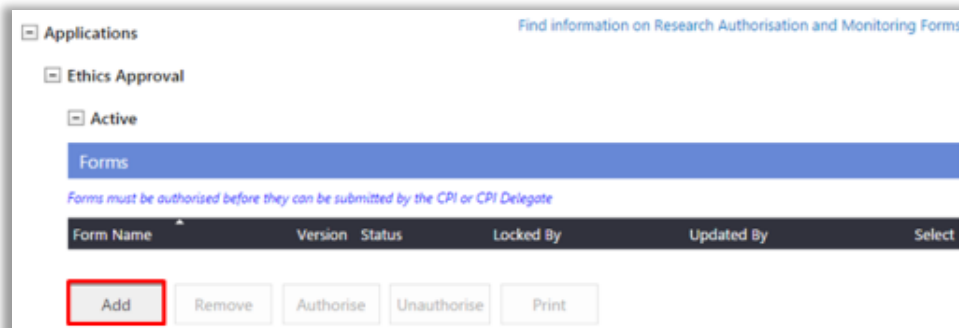 Applications
Find information on Research Authorisation and Monitoring Forms
Ethics Approval
Active
Forms
Forms must be authorised before they can be submitted by the CPI or CPI Delegate
Form Name Version Status Locked By Updated By Select
Add Remove Authorise Unauthorise Print